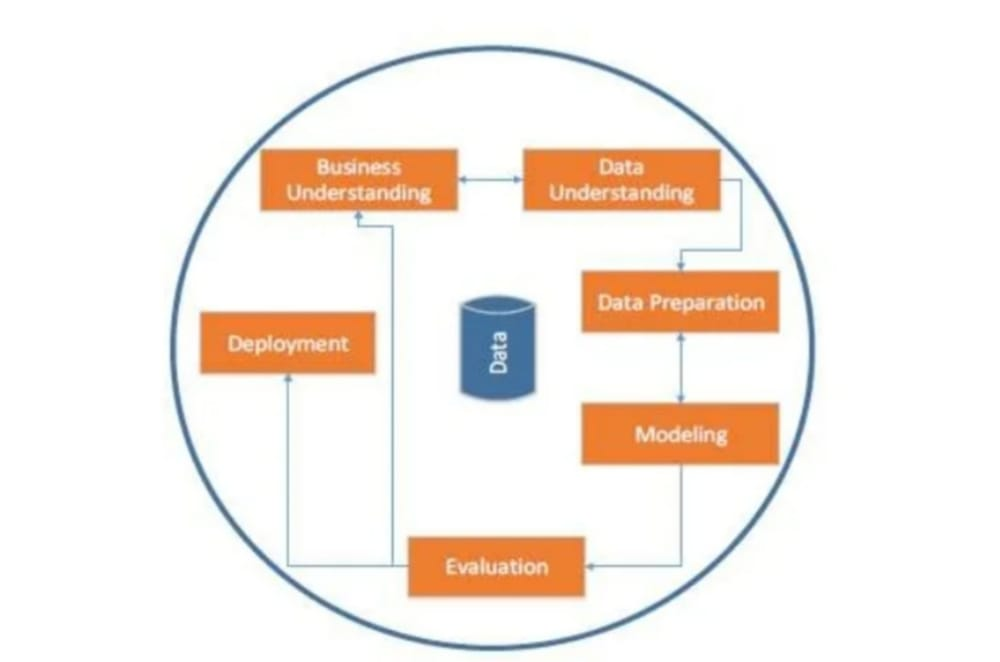 Business
Understanding
Data
Understanding
Data Preparation
Deployment
Data
Modeling
Evaluation